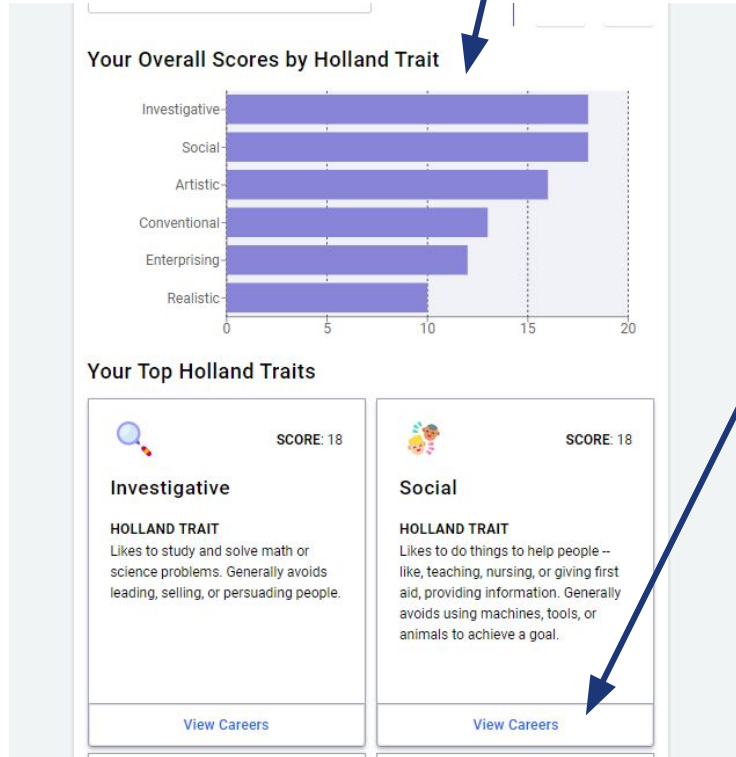 Your Overall Scores by Holland Trait
Investigative
Social
Artistic
Conventional
Enterprising
Realistic
0 5 10 15 20
Your Top Holland Traits
SCORE: 18
Investigative
HOLLAND TRAIT
Likes to study and solve math or
science problems. Generally avoids
leading, selling, or persuading people.
View Careers
SCORE: 18
Social
HOLLAND TRAIT
Likes to do things to help people --
like, teaching, nursing, or giving first
aid, providing information. Generally
avoids using machines, tools, or
animals to achieve a goal.
View Careers